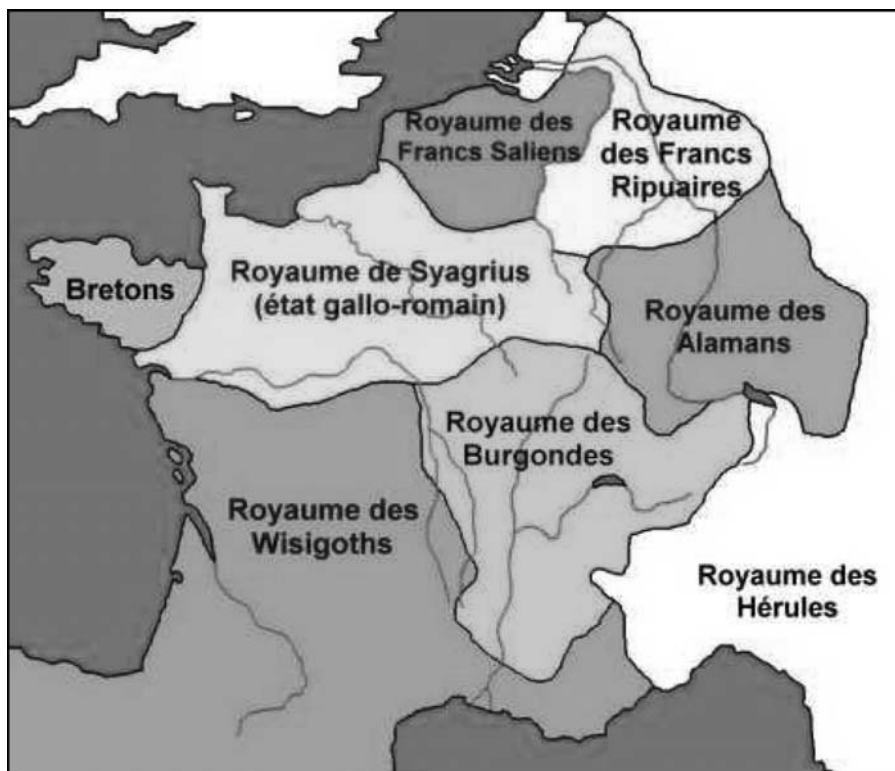 Royaume des
Francs Saliens
Royaume
des Francs
Ripuaires
Royaume de Syagrius
(état gallo-romain)
Bretons
Royaume des
Alamans
Royaume des
Burgondes
Royaume des
Wisigoths
Royaume des
Hérules